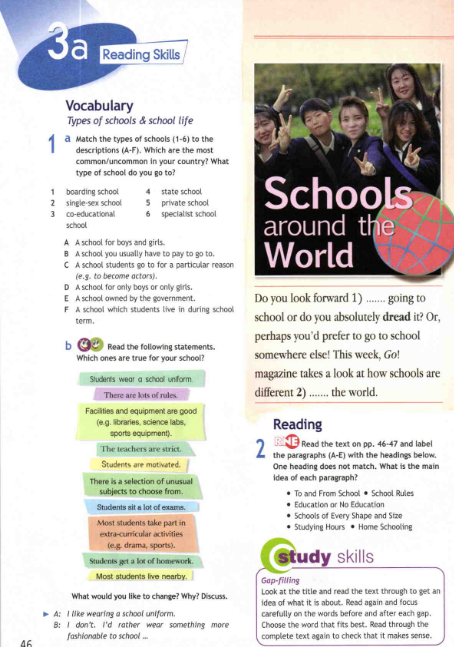 3a Reading Skills
Vocabulary
Types of schools & school life
1 a Match the types of schools (1-6) to the
descriptions (A-F). Which are the most
common/uncommon in your country? What
type of school do you go to?
1 boarding school 4 state school
2 single-sex school 5 private school
3 co-educational 6 specialist school
school
A A school for boys and girls.
B A school you usually have to pay to go to.
C A school students go to for a particular reason
(e.g. to become actors).
D A school for only boys or only girls.
E A school owned by the government.
F A school which students live in during school
term.
b Read the following statements.
Which ones are true for your school?
Students wear a school uniform.
There are lots of rules.
Facilities and equipment are good
(e.g. libraries, science labs,
sports equipment).
The teachers are strict.
Students are motivated.
There is a selection of unusual
subjects to choose from.
Students sit a lot of exams.
Most students take part in
extra-curricular activities
(e.g. drama, sports).
Students get a lot of homework.
Most students live nearby.
What would you like to change? Why? Discuss.
A: I like wearing a school uniform.
B: I don't. I'd rather wear something more
fashionable to school ...
46
Schools
around the
World
Do you look forward 1) ....... going to
school or do you absolutely dread it? Or,
perhaps you'd prefer to go to school
somewhere else! This week, Go!
magazine takes a look at how schools are
different 2) ....... the world.
Reading
2 RNE Read the text on pp. 46-47 and label
the paragraphs (A-E) with the headings below.
One heading does not match. What is the main
idea of each paragraph?
• To and From School • School Rules
• Education or No Education
• Schools of Every Shape and Size
• Studying Hours • Home Schooling
study skills
Gap-filling
Look at the title and read the text through to get an
idea of what it is about. Read again and focus
carefully on the words before and after each gap.
Choose the word that fits best. Read through the
complete text again to check that it makes sense.